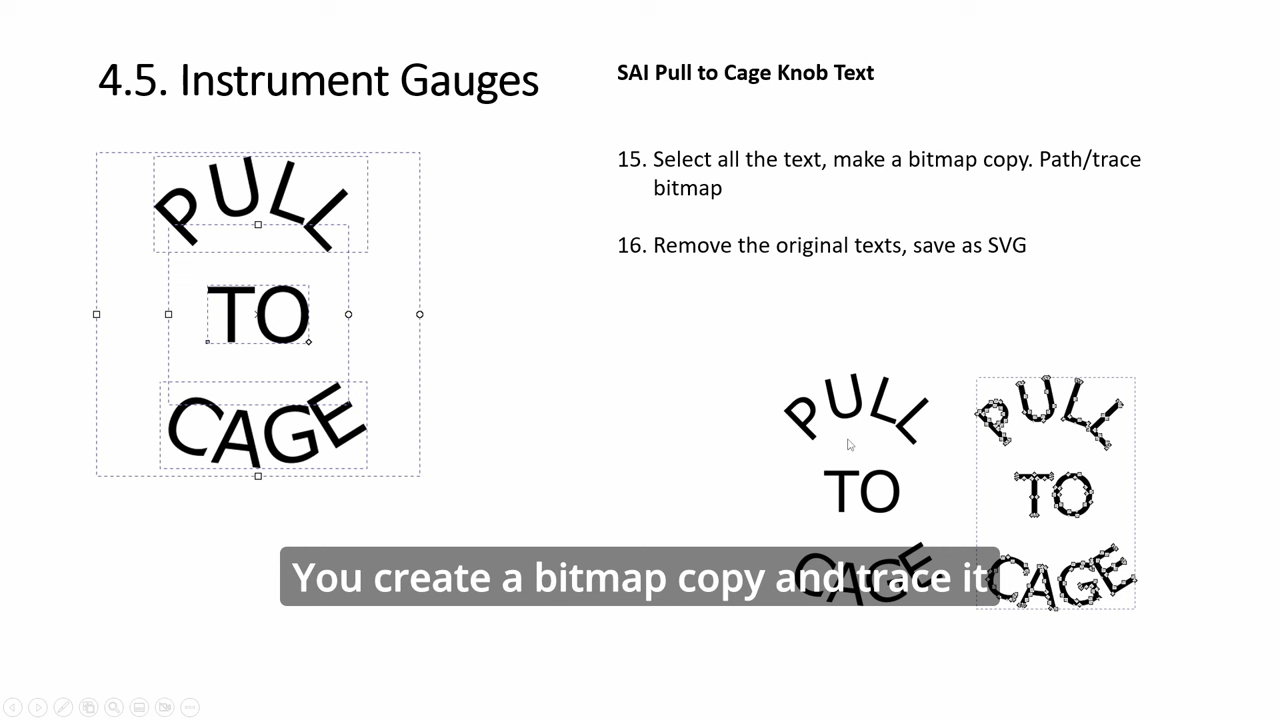 4.5. Instrument Gauges
SAI Pull to Cage Knob Text
15. Select all the text, make a bitmap copy. Path/trace
bitmap
16. Remove the original texts, save as SVG
PULL
TO
CAGE
PULL
TO
CAGE
PULL
TO
CAGE
You create a bitmap copy and trace it